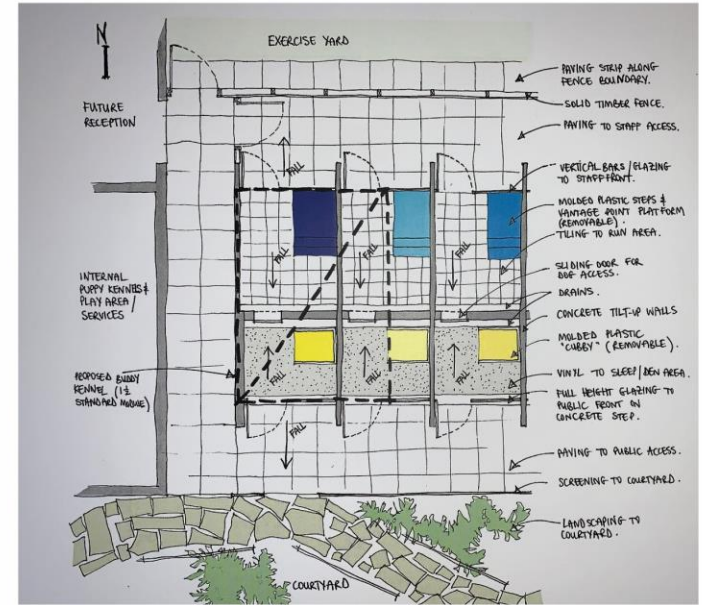 N
EXERCISE YARD
FUTURE
RECEPTION
PAVING STRIP ALONG
FENCE BOUNDARY.
SOLID TIMBER FENCE.
PAVING TO STAFF ACCESS.
FALL
VERTICAL BARS/GLAZING
TO STAFF FRONT.
MOLDED PLASTIC STEPS &
VANTAGE POINT PLATFORM
(REMOVABLE).
TILING TO RUN AREA.
FALL
FALL
FALL
SLIDING DOOR FOR
DOG ACCESS.
DRAINS.
CONCRETE TILT-UP WALLS
INTERNAL
PUPPY KENNELS &
PLAY AREA/
SERVICES
MOLDED PLASTIC
"CUBBY" (REMOVABLE).
FALL
FALL
FALL
VINYL TO SLEEP/DEN AREA.
PROPOSED BUDDY
KENNEL (1½
STANDARD MODULE)
FULL HEIGHT GLAZING TO
PUBLIC FRONT ON
CONCRETE STEP.
FALL
PAVING TO PUBLIC ACCESS.
SCREENING TO COURTYARD.
LANDSCAPING TO
COURTYARD.
COURTYARD